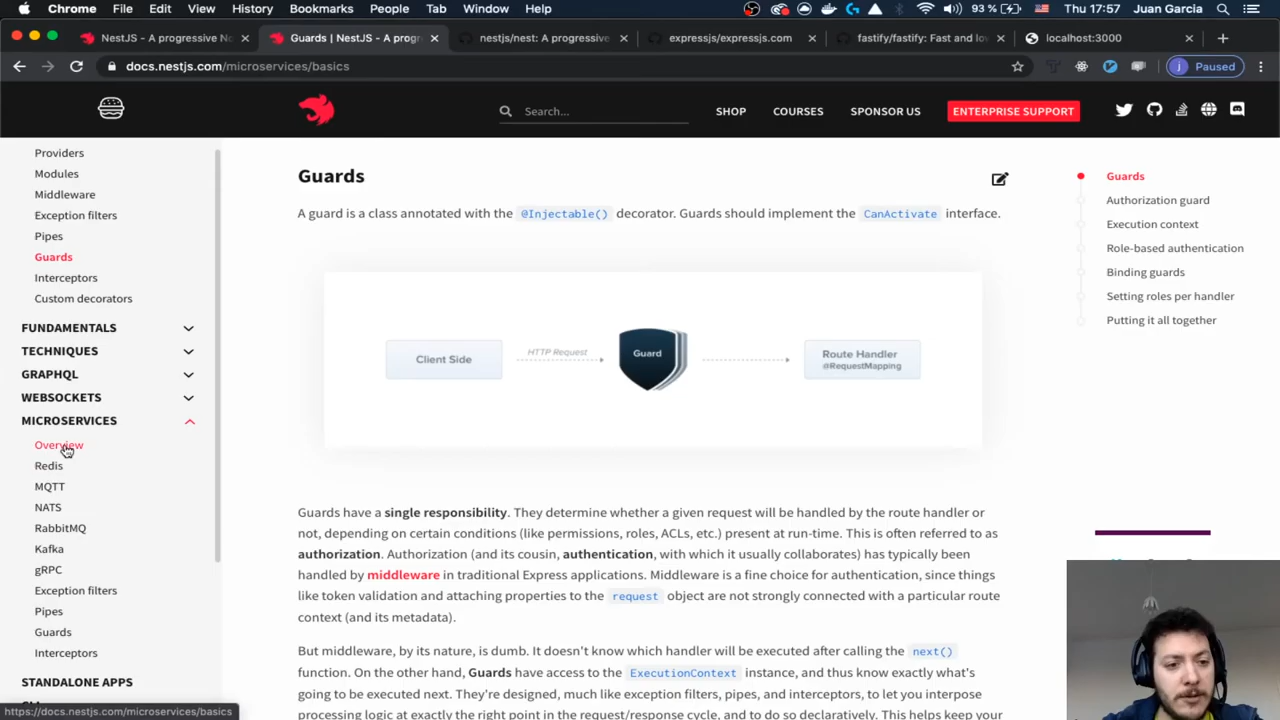 Chrome File Edit View History Bookmarks People Tab Window Help 93 % Thu 17:57 Juan Garcia
NestJS - A progressive No Guards | NestJS - A progr nestjs/nest: A progressive expressjs/expressjs.com fastify/fastify: Fast and lo localhost:3000
docs.nestjs.com/microservices/basics j Paused
Search... SHOP COURSES SPONSOR US ENTERPRISE SUPPORT
Providers
Modules
Middleware
Exception filters
Pipes
Guards
Interceptors
Custom decorators
FUNDAMENTALS
TECHNIQUES
GRAPHQL
WEBSOCKETS
MICROSERVICES
Overview
Redis
MQTT
NATS
RabbitMQ
Kafka
gRPC
Exception filters
Pipes
Guards
Interceptors
STANDALONE APPS
https://docs.nestjs.com/microservices/basics
Guards
A guard is a class annotated with the @Injectable() decorator. Guards should implement the CanActivate interface.
Client Side HTTP Request Guard Route Handler
@RequestMapping
Guards have a single responsibility. They determine whether a given request will be handled by the route handler or
not, depending on certain conditions (like permissions, roles, ACLs, etc.) present at run-time. This is often referred to as
authorization. Authorization (and its cousin, authentication, with which it usually collaborates) has typically been
handled by middleware in traditional Express applications. Middleware is a fine choice for authentication, since things
like token validation and attaching properties to the request object are not strongly connected with a particular route
context (and its metadata).
But middleware, by its nature, is dumb. It doesn't know which handler will be executed after calling the next()
function. On the other hand, Guards have access to the ExecutionContext instance, and thus know exactly what's
going to be executed next. They're designed, much like exception filters, pipes, and interceptors, to let you interpose
processing logic at exactly the right point in the request/response cycle, and to do so declaratively. This helps keep your
Guards
Authorization guard
Execution context
Role-based authentication
Binding guards
Setting roles per handler
Putting it all together